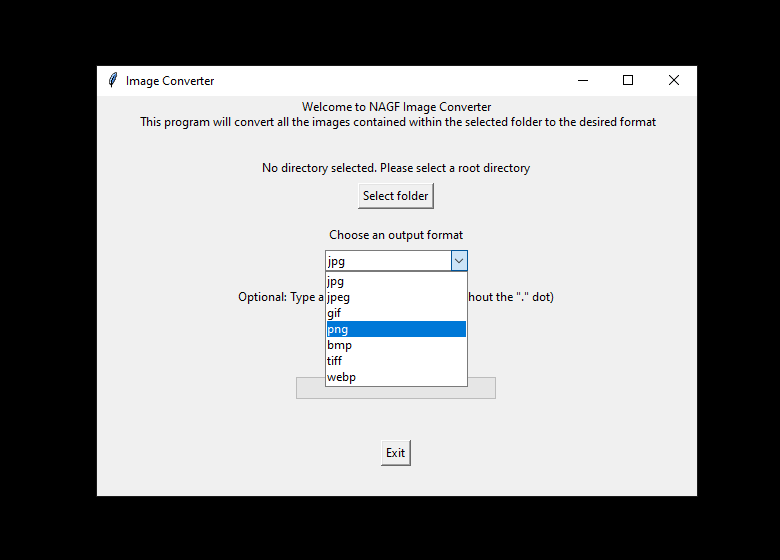 Image Converter
Welcome to NAGF Image Converter
This program will convert all the images contained within the selected folder to the desired format
No directory selected. Please select a root directory
Select folder
Choose an output format
jpg
jpg
Optional: Type a
jpeg
hout the "." dot)
gif
png
bmp
tiff
webp
Exit